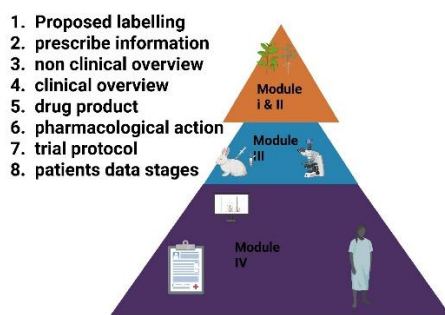 1. Proposed labelling
2. prescribe information
3. non clinical overview
4. clinical overview
5. drug product
6. pharmacological action
7. trial protocol
8. patients data stages
Module
i & II
Module
III
Module
IV